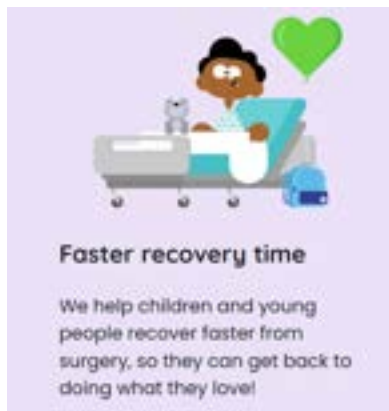 Faster recovery time
We help children and young
people recover faster from
surgery, so they can get back to
doing what they love!